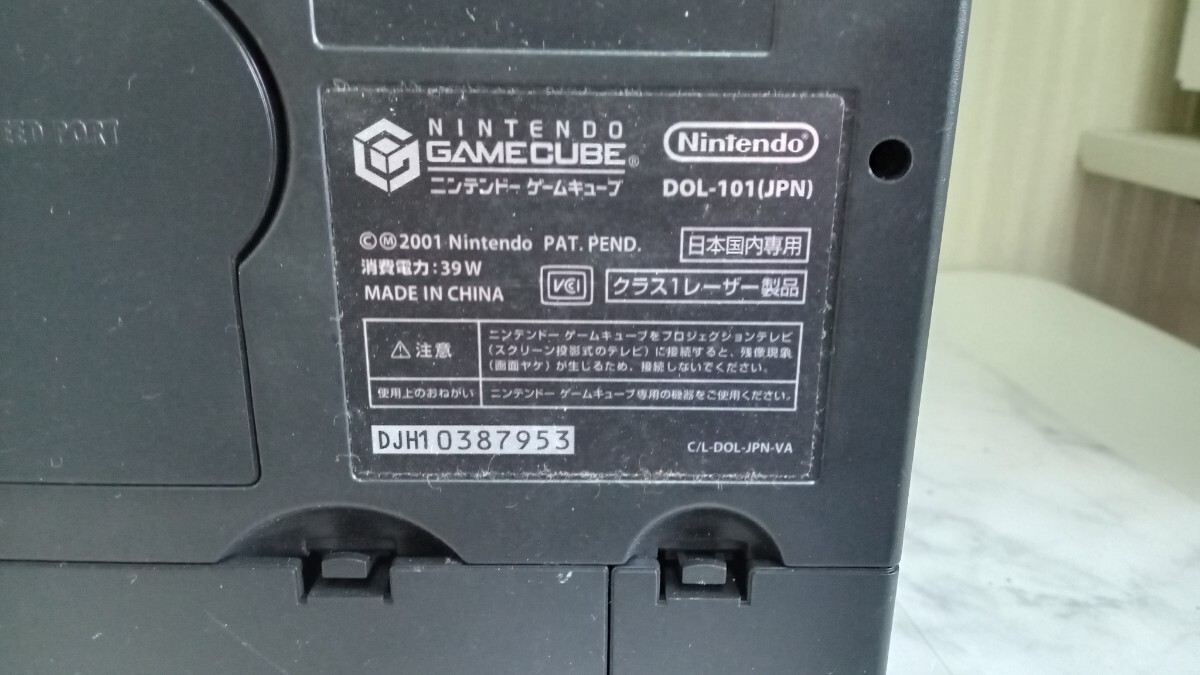 EED PORT
NINTENDO
GAMECUBE®
ニンテンドー ゲームキューブ
Nintendo®
DOL-101(JPN)
©Ⓜ2001 Nintendo PAT. PEND.
日本国内専用
消費電力:39W
MADE IN CHINA
VCI
クラス1レーザー製品
⚠注意
ニンテンドー ゲームキューブをプロジェクションテレビ
(スクリーン投影式のテレビ)に接続すると、残像現象
(画面ヤケ)が生じるため、接続しないでください。
使用上のおねがい
ニンテンドー ゲームキューブ専用の機器をご使用ください。
DJH10387953
C/L-DOL-JPN-VA